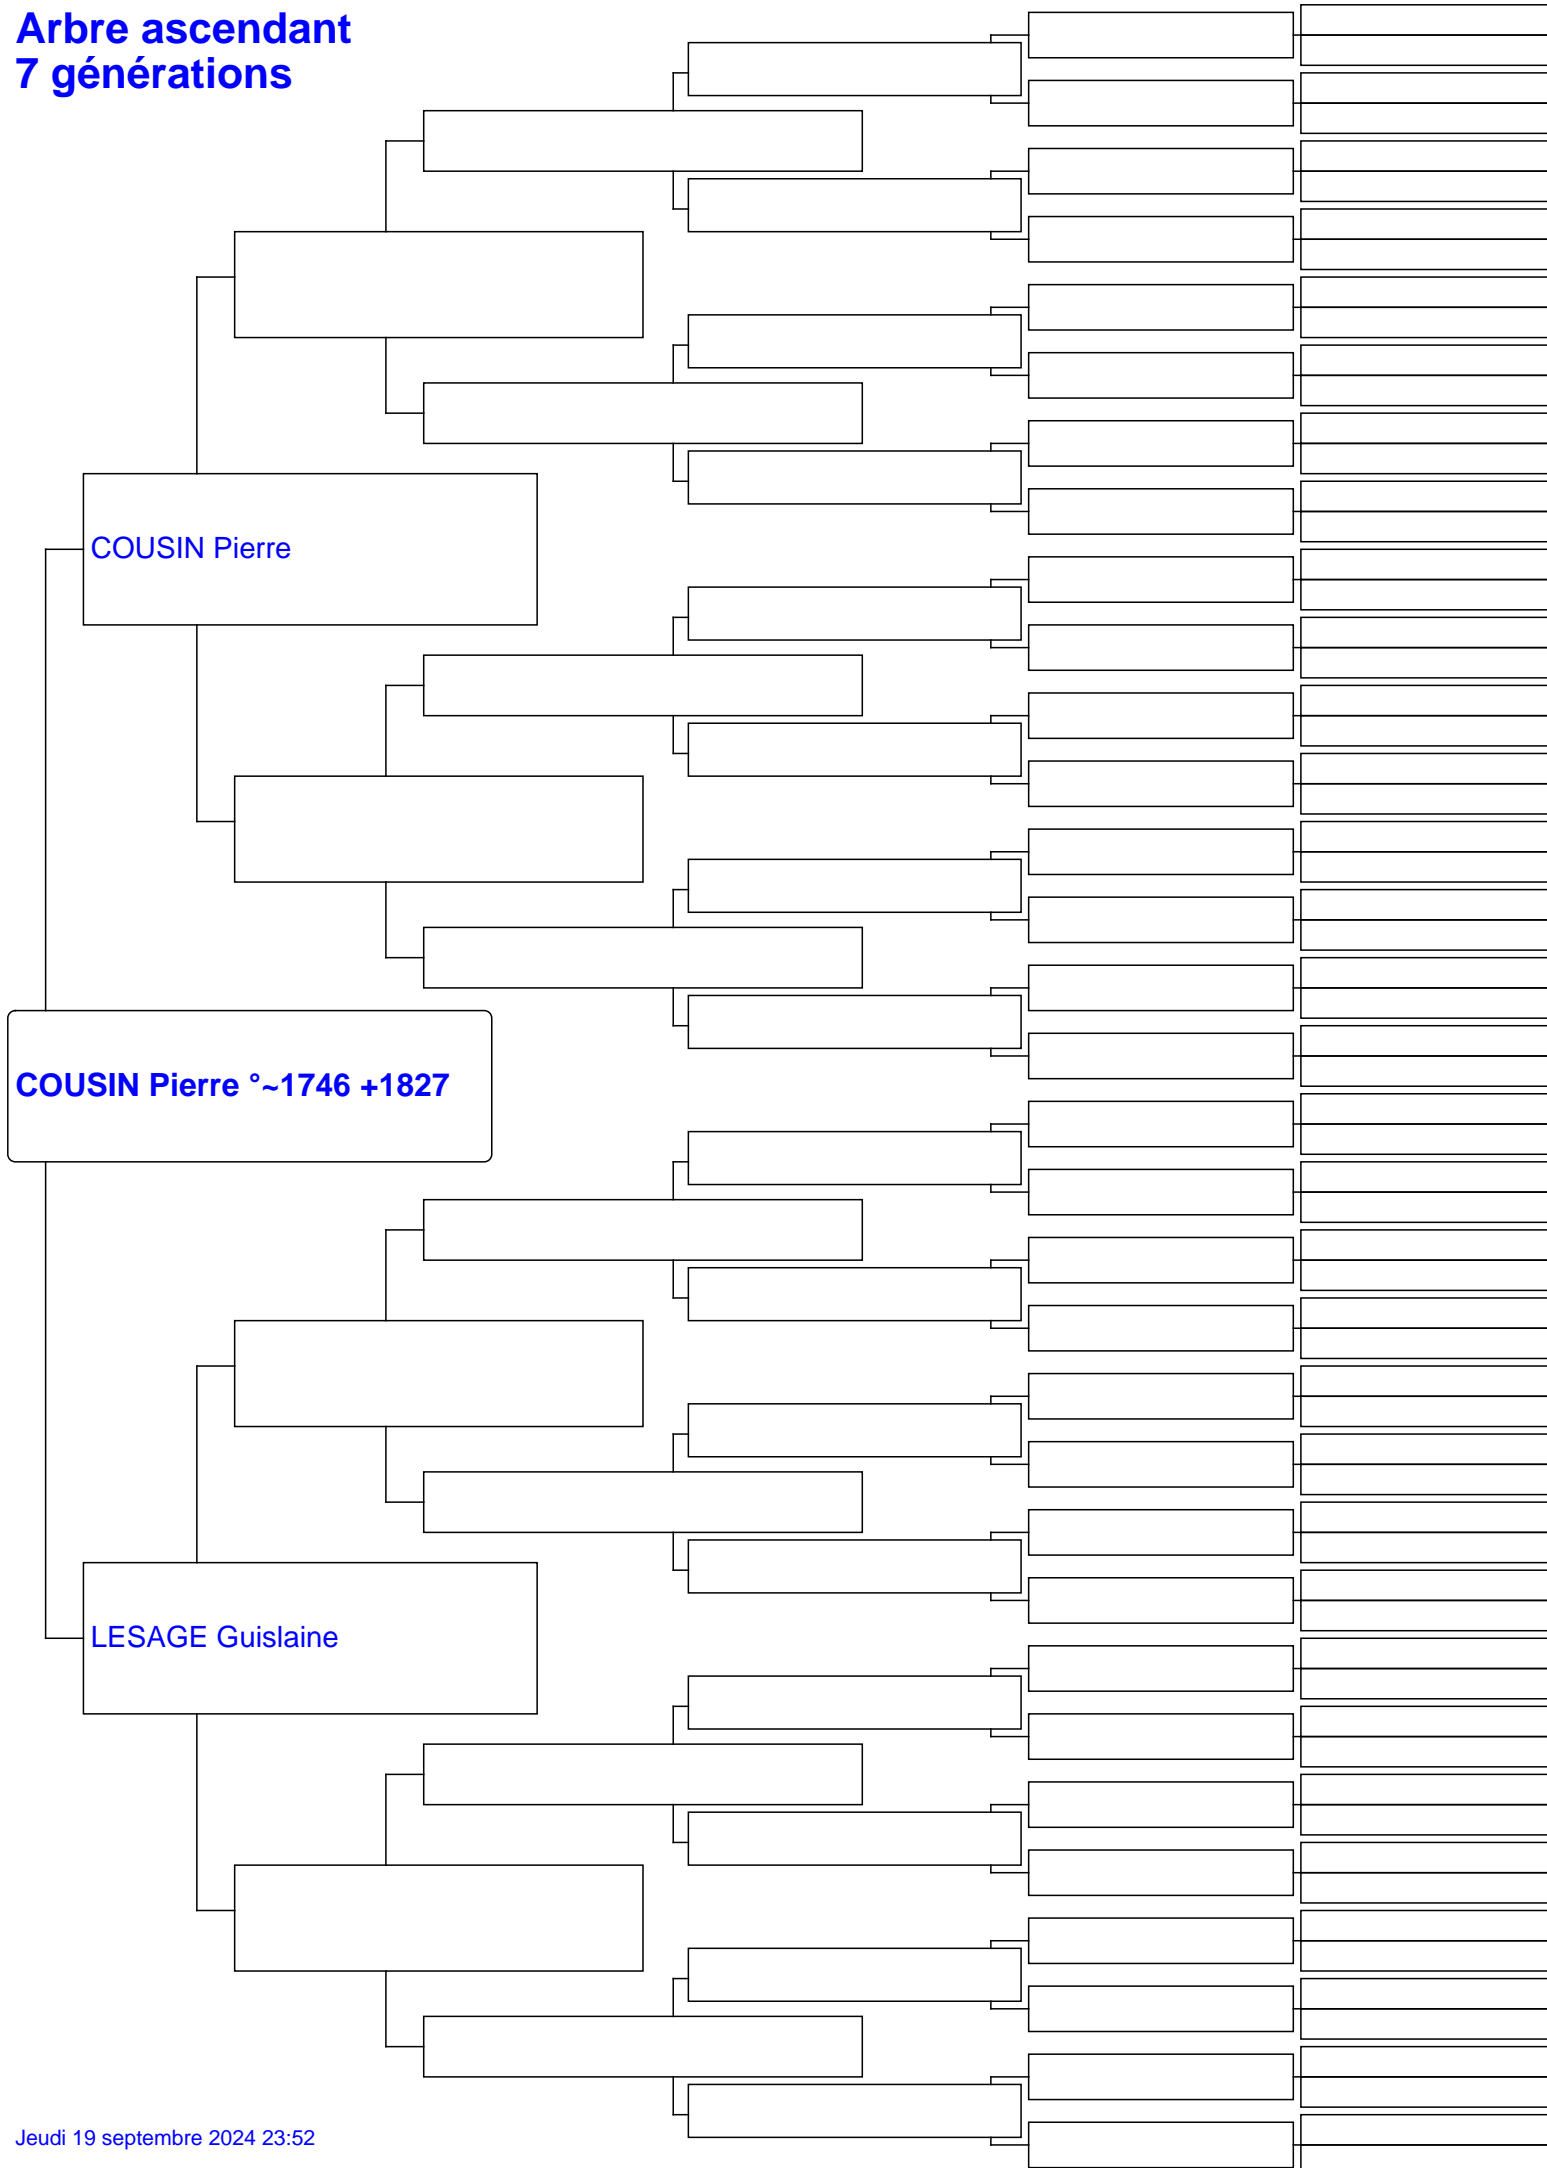 Arbre ascendant
7 générations
COUSIN Pierre
COUSIN Pierre °~1746 +1827
LESAGE Guislaine
Jeudi 19 septembre 2024 23:52